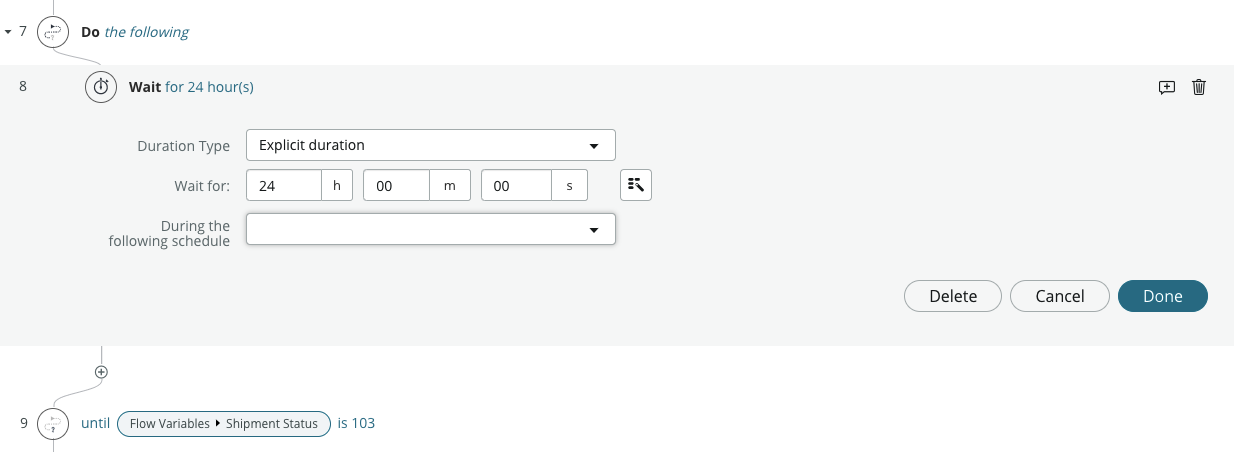 7 Do the following
8 Wait for 24 hour(s)
Duration Type Explicit duration
Wait for: 24 h 00 m 00 s
During the
following schedule
Delete Cancel Done
9 until Flow Variables Shipment Status is 103